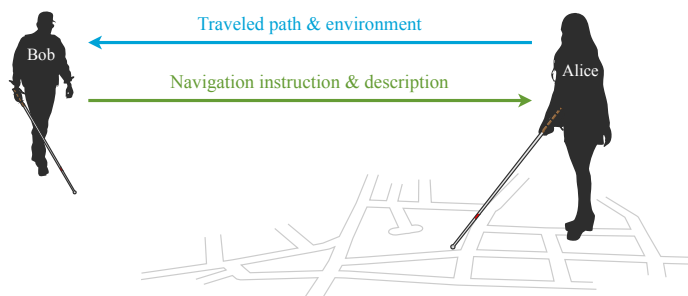 Traveled path & environment
Bob
Alice
Navigation instruction & description